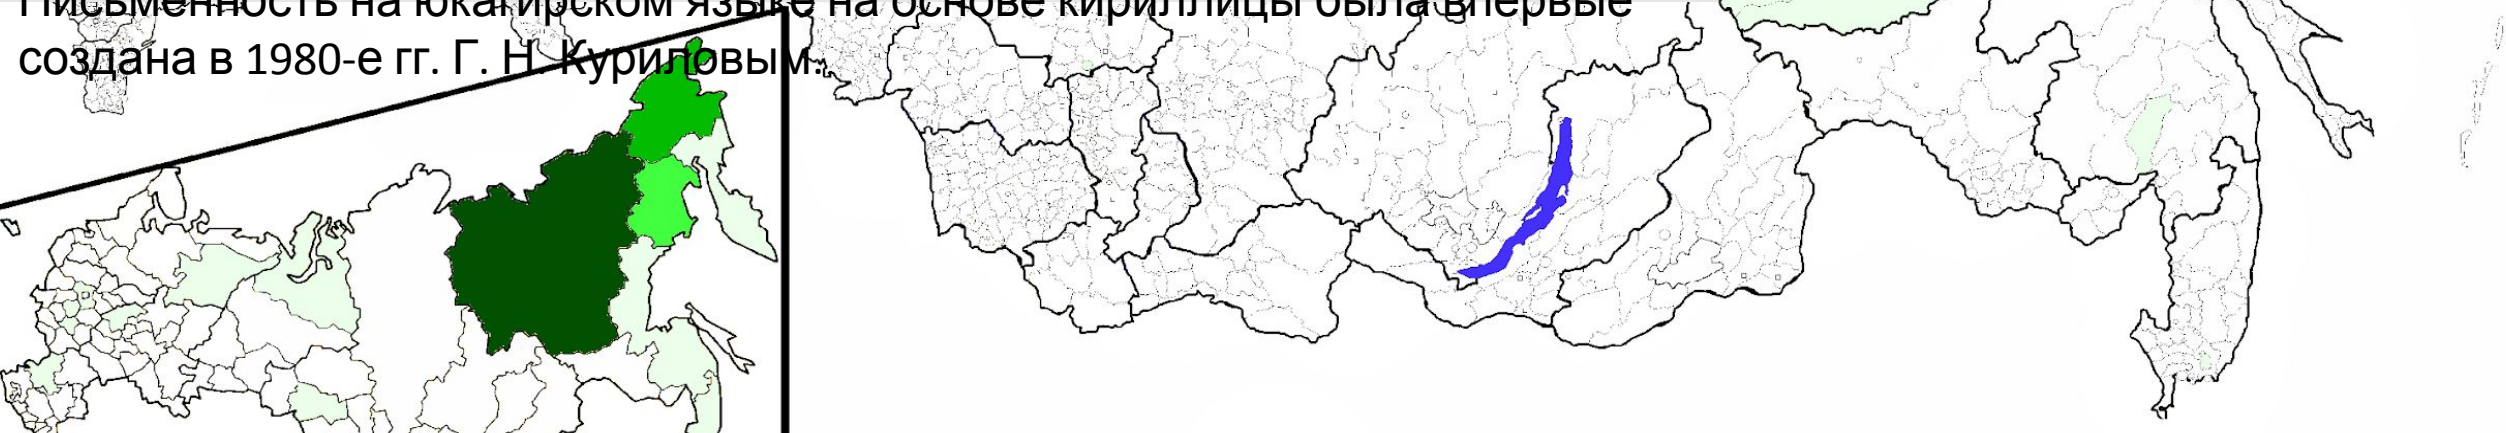 Письменность на юкагирском языке на основе кириллицы была впервые
создана в 1980-е гг. Г. Н. Куриловым.